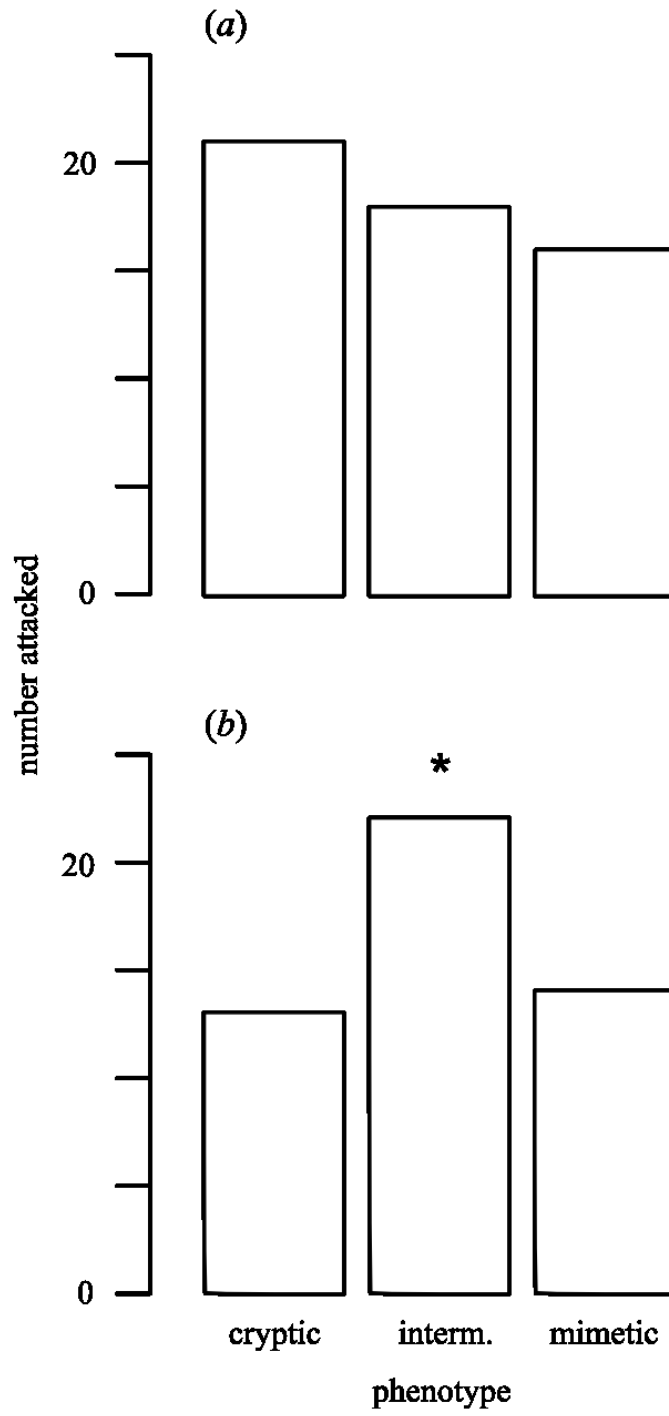 (a)
20
0
number attacked
(b)
*
20
0
cryptic interm. mimetic
phenotype